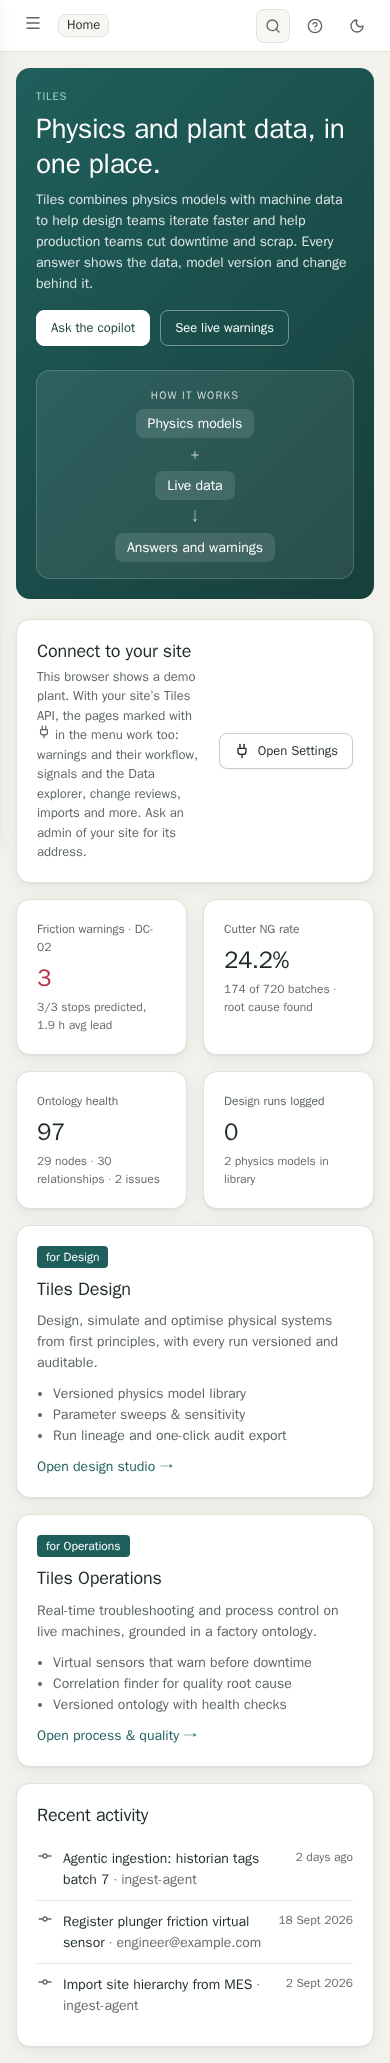 Home
TILES
Physics and plant data, in
one place.
Tiles combines physics models with machine data
to help design teams iterate faster and help
production teams cut downtime and scrap. Every
answer shows the data, model version and change
behind it.
Ask the copilot
See live warnings
HOW IT WORKS
Physics models
+
Live data
↓
Answers and warnings
Connect to your site
This browser shows a demo
plant. With your site's Tiles
API, the pages marked with
in the menu work too:
warnings and their workflow,
signals and the Data
explorer, change reviews,
imports and more. Ask an
admin of your site for its
address.
Open Settings
Friction warnings · DC-
02
3
3/3 stops predicted,
1.9 h avg lead
Cutter NG rate
24.2%
174 of 720 batches ·
root cause found
Ontology health
97
29 nodes · 30
relationships · 2 issues
Design runs logged
0
2 physics models in
library
for Design
Tiles Design
Design, simulate and optimise physical systems
from first principles, with every run versioned and
auditable.
• Versioned physics model library
• Parameter sweeps & sensitivity
• Run lineage and one-click audit export
Open design studio →
for Operations
Tiles Operations
Real-time troubleshooting and process control on
live machines, grounded in a factory ontology.
• Virtual sensors that warn before downtime
• Correlation finder for quality root cause
• Versioned ontology with health checks
Open process & quality →
Recent activity
Agentic ingestion: historian tags
batch 7 · ingest-agent
2 days ago
Register plunger friction virtual
sensor · engineer@example.com
18 Sept 2026
Import site hierarchy from MES ·
ingest-agent
2 Sept 2026